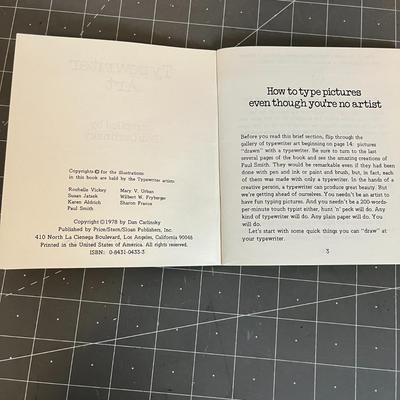 Copyrights © for the illustrations
in this book are held by the Typewriter artists:
Rochelle Vickey Mary V. Urban
Susan Jatsek Wilbert W. Fryberger
Karen Aldrich Sharon France
Paul Smith
Copyright © 1978 by Dan Carlinsky
Published by Price/Stern/Sloan Publishers, Inc.
410 North La Cienega Boulevard, Los Angeles, California 90048
Printed in the United States of America. All rights reserved.
ISBN: 0-8431-0433-3
How to type pictures
even though you're no artist
Before you read this brief section, flip through the
gallery of typewriter art beginning on page 14: pictures
"drawn" with a typewriter. Be sure to turn to the last
several pages of the book and see the amazing creations of
Paul Smith. They would be remarkable even if they had been
done with pen and ink or paint and brush, but, in fact, each
of them was made with only a typewriter. In the hands of a
creative person, a typewriter can produce great beauty. But
we're getting ahead of ourselves. You needn't be an artist to
have fun typing pictures. And you needn't be a 200-words-
per-minute touch typist either, hunt 'n' peck will do. Any
kind of typewriter will do. Any plain paper will do. You
will do.
Let's start with some quick things you can "draw" at
your typewriter.
3